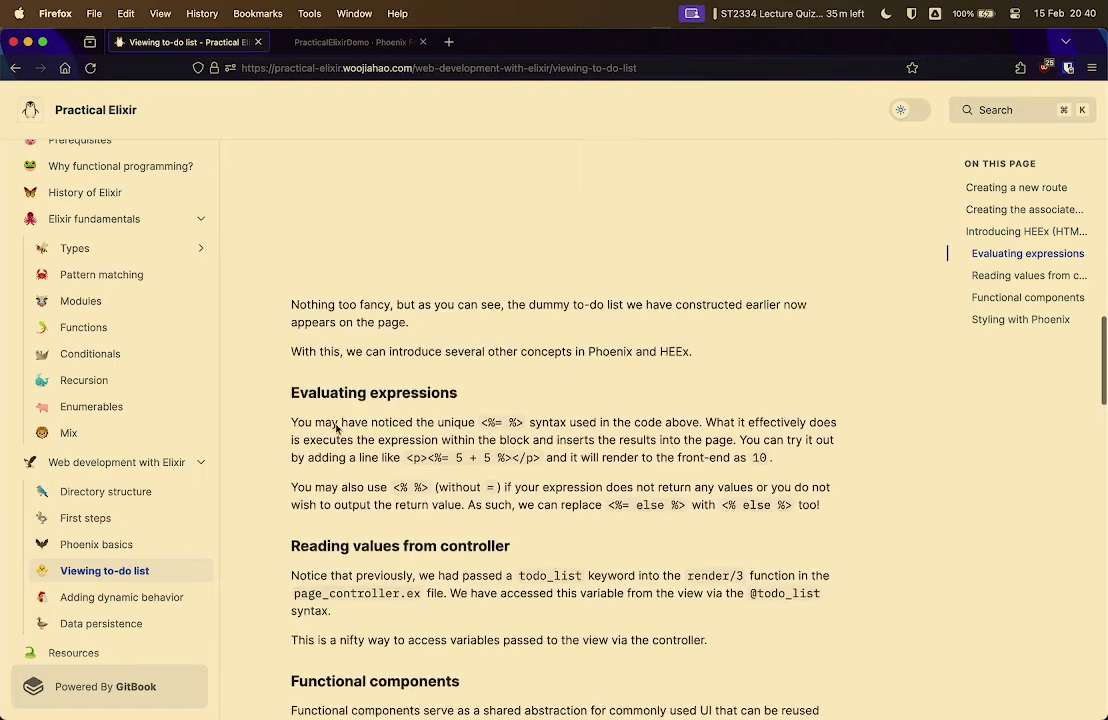 Firefox File Edit View History Bookmarks Tools Window Help
ST2334 Lecture Quiz... 35m left 100% 15 Feb 20 40
Viewing to-do list - Practical Eli
PracticalElixirDemo · Phoenix F
https://practical-elixir.woojiahao.com/web-development-with-elixir/viewing-to-do-list
25
Practical Elixir
Search ⌘ K
Prerequisites
Why functional programming?
History of Elixir
Elixir fundamentals
Types
Pattern matching
Modules
Functions
Conditionals
Recursion
Enumerables
Mix
Web development with Elixir
Directory structure
First steps
Phoenix basics
Viewing to-do list
Adding dynamic behavior
Data persistence
Resources
Powered By GitBook
Nothing too fancy, but as you can see, the dummy to-do list we have constructed earlier now
appears on the page.
With this, we can introduce several other concepts in Phoenix and HEEx.
Evaluating expressions
You may have noticed the unique <%= %> syntax used in the code above. What it effectively does
is executes the expression within the block and inserts the results into the page. You can try it out
by adding a line like <p><%= 5 + 5 %></p> and it will render to the front-end as 10.
You may also use <% %> (without =) if your expression does not return any values or you do not
wish to output the return value. As such, we can replace <%= else %> with <% else %> too!
Reading values from controller
Notice that previously, we had passed a todo_list keyword into the render/3 function in the
page_controller.ex file. We have accessed this variable from the view via the @todo_list
syntax.
This is a nifty way to access variables passed to the view via the controller.
Functional components
Functional components serve as a shared abstraction for commonly used UI that can be reused
ON THIS PAGE
Creating a new route
Creating the associate...
Introducing HEEx (HTM...
Evaluating expressions
Reading values from c...
Functional components
Styling with Phoenix